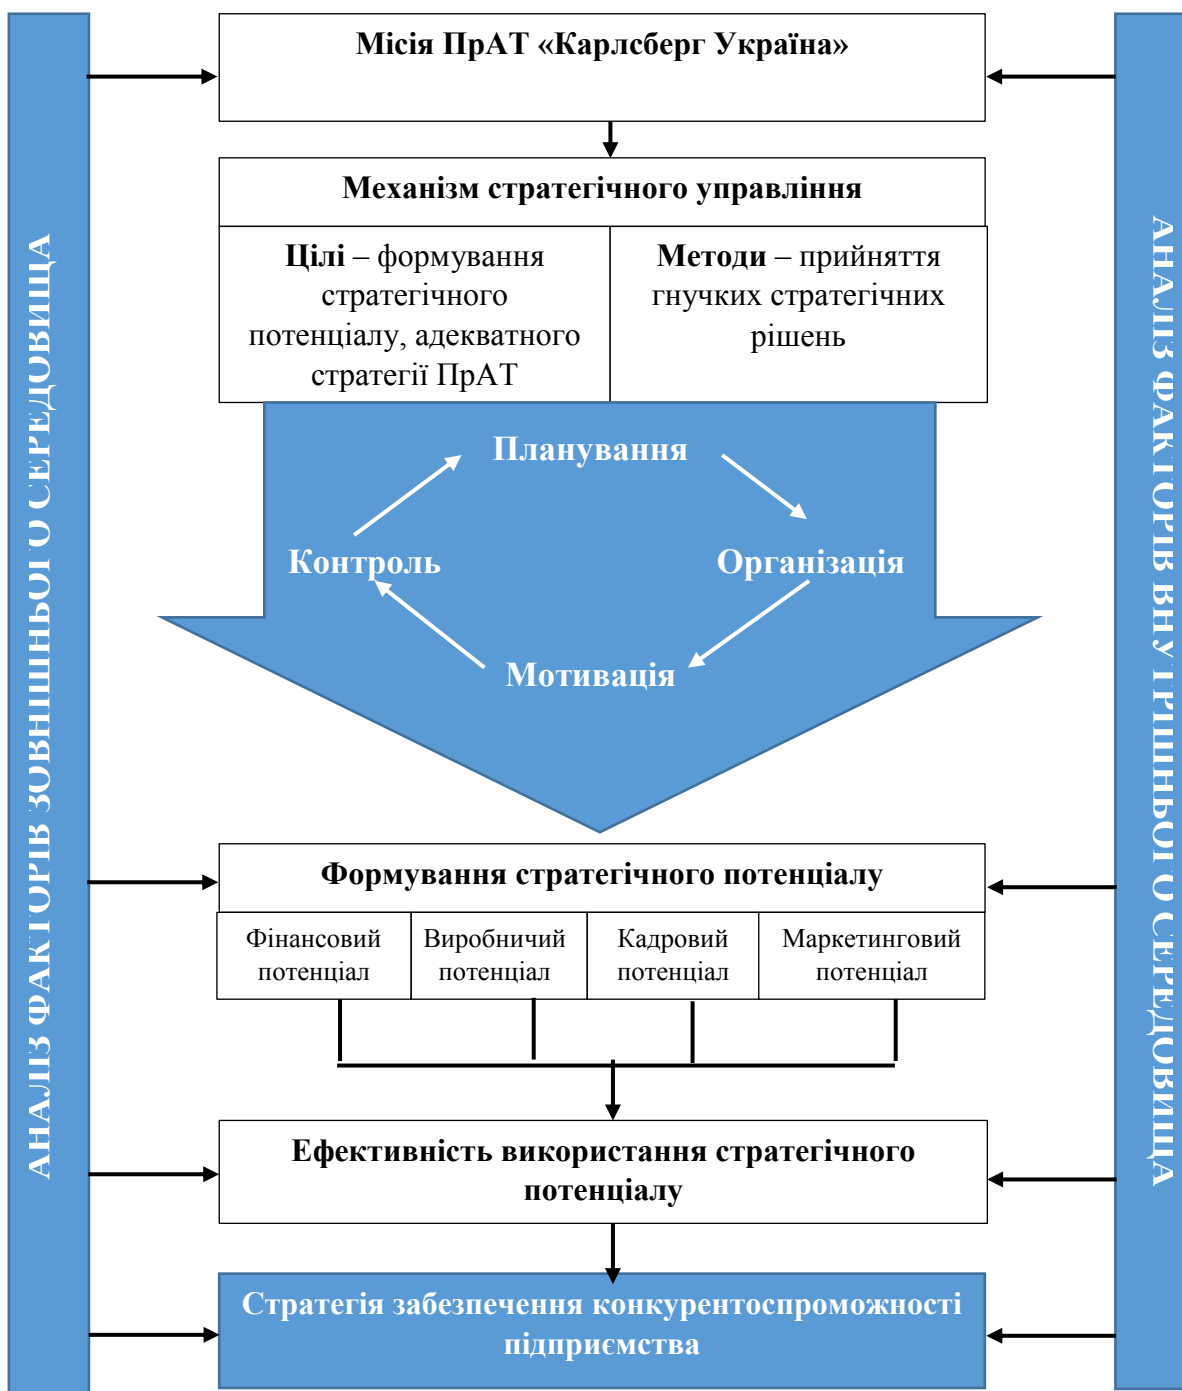 Місія ПрАТ «Карлсберг Україна»
Механізм стратегічного управління
Цілі – формування
стратегічного
потенціалу, адекватного
стратегії ПрАТ
Методи – прийняття
гнучких стратегічних
рішень
Планування
Контроль
Організація
Мотивація
Формування стратегічного потенціалу
Фінансовий
потенціал
Виробничий
потенціал
Кадровий
потенціал
Маркетинговий
потенціал
Ефективність використання стратегічного
потенціалу
Стратегія забезпечення конкурентоспроможності
підприємства
АНАЛІЗ ФАКТОРІВ ЗОВНІШНЬОГО СЕРЕДОВИЩА
АНАЛІЗ ФАКТОРІВ ВНУТРІШНЬОГО СЕРЕДОВИЩА